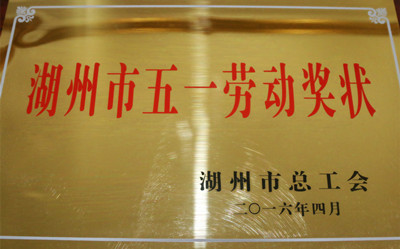 湖州市五一劳动奖状
湖州市总工会
二〇一六年四月